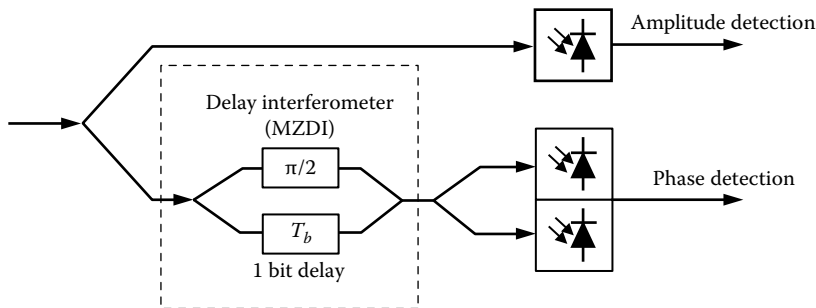 Amplitude detection
Delay interferometer
(MZDI)
π/2
Phase detection
T_b
1 bit delay